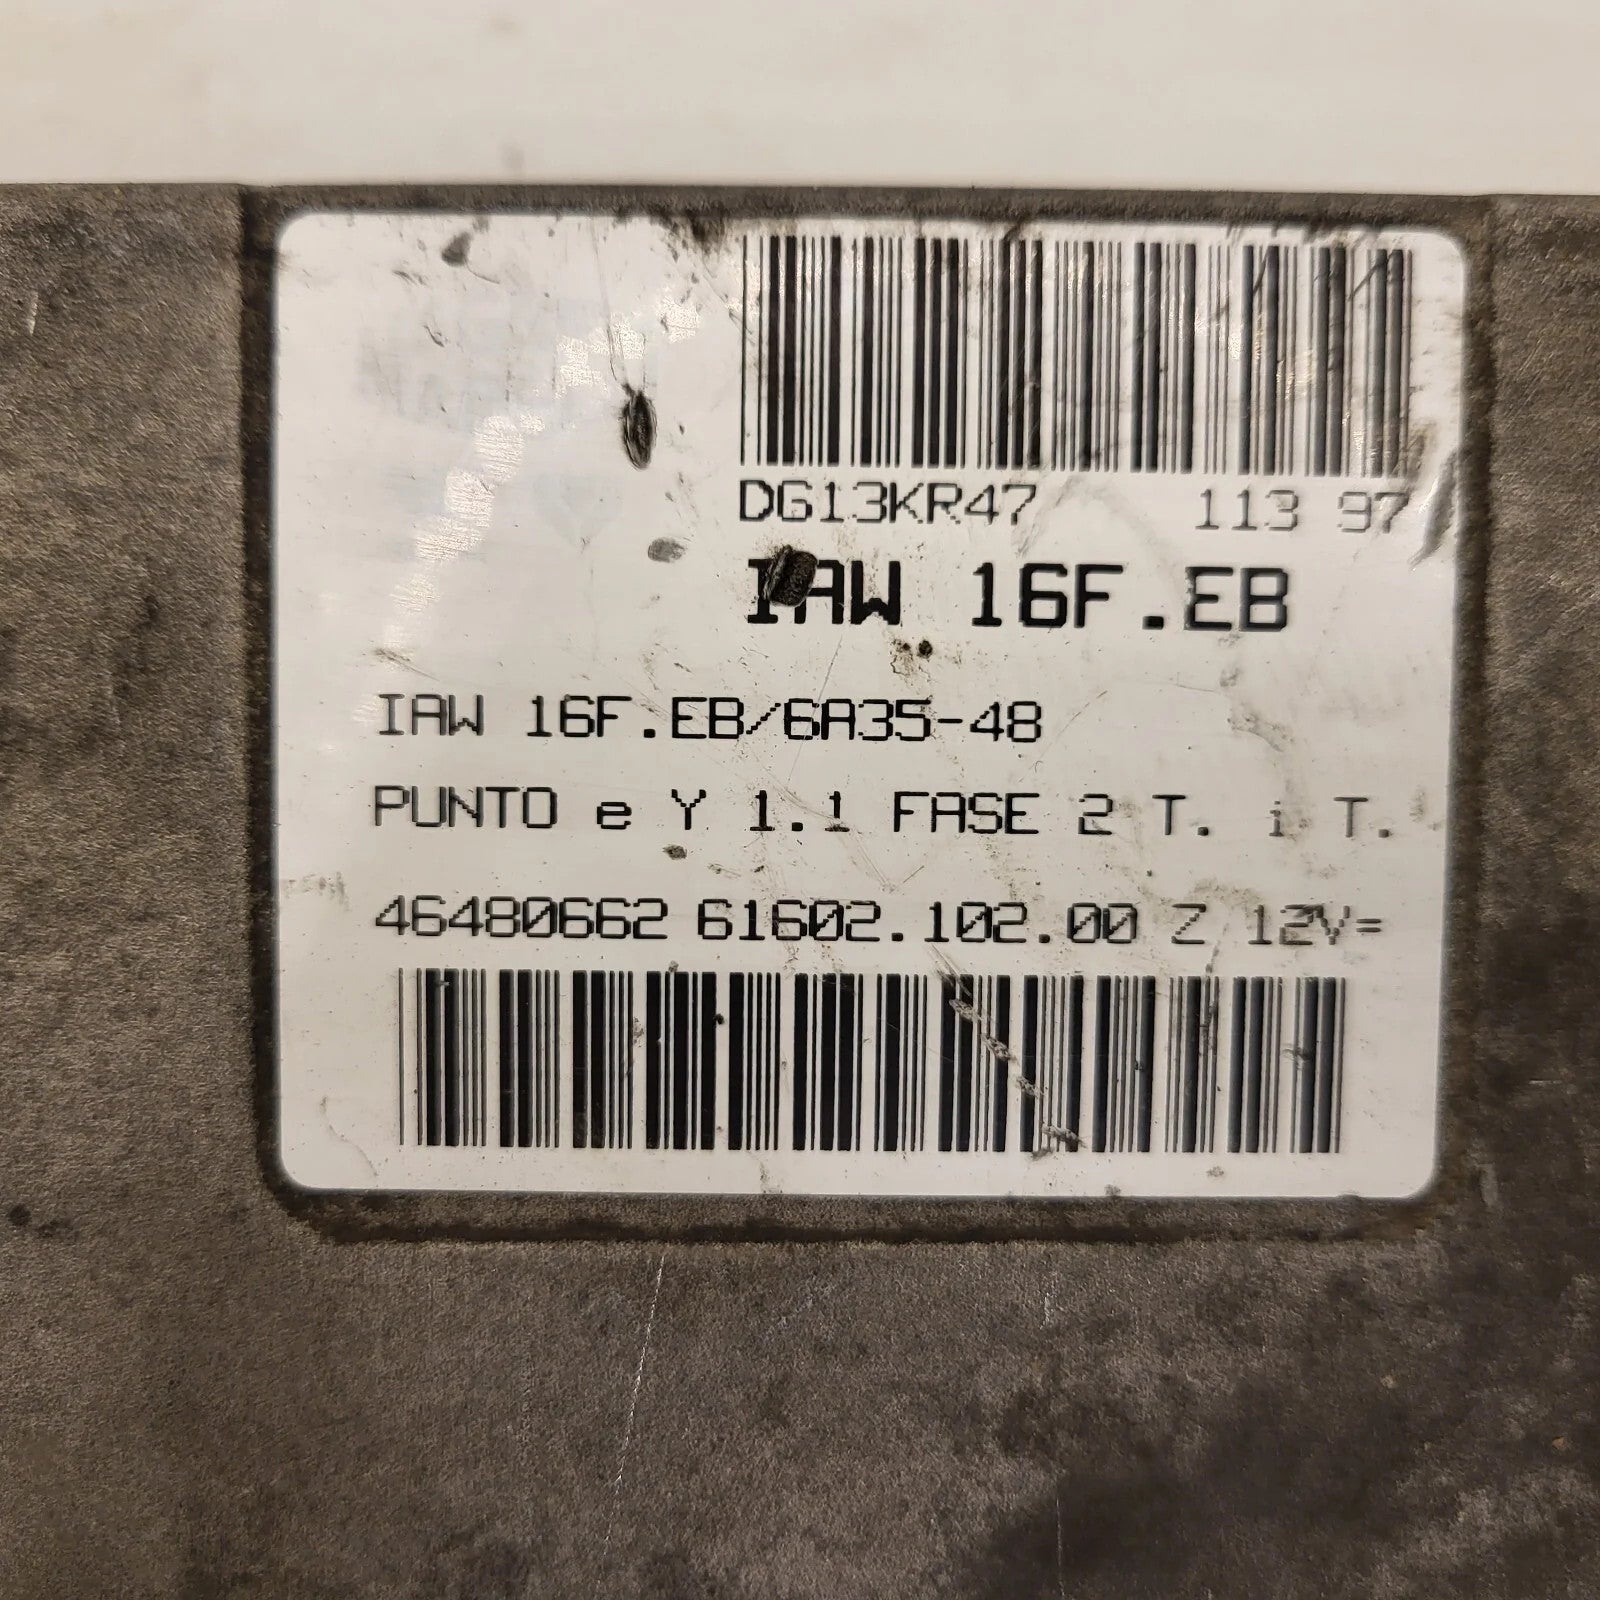 DG13KR47 113 97
IAW 16F.EB
IAW 16F.EB/6A35-48
PUNTO e Y 1.1 FASE 2 T. i T.
46480662 61602.102.00 Z 12V=